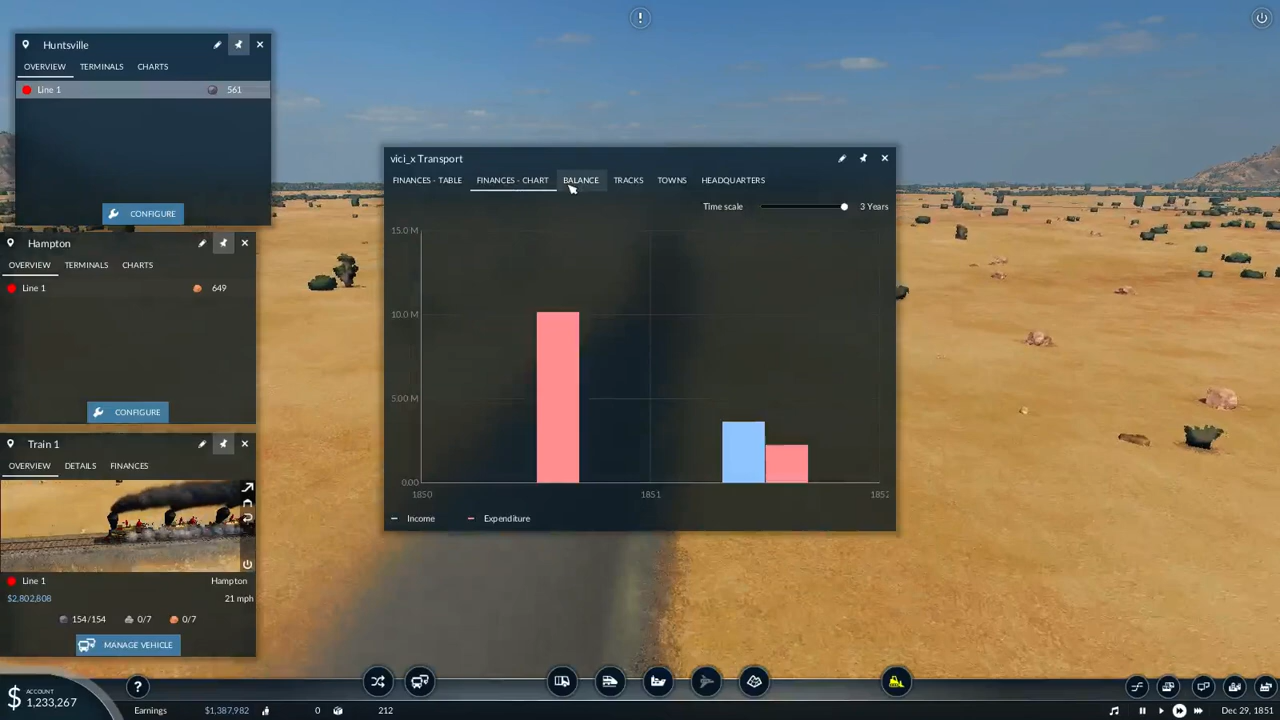 Huntsville
OVERVIEW TERMINALS CHARTS
Line 1 561
CONFIGURE
Hampton
OVERVIEW TERMINALS CHARTS
Line 1 649
CONFIGURE
Train 1
OVERVIEW DETAILS FINANCES
Line 1 Hampton
$2,802,808 21 mph
154/154 0/7 0/7
MANAGE VEHICLE
vici_x Transport
FINANCES - TABLE FINANCES - CHART BALANCE TRACKS TOWNS HEADQUARTERS
Time scale 3 Years
15.0 M
10.0 M
5.00 M
0.00
1850 1851 1852
Income Expenditure
!
$ ACCOUNT
1,233,267
?
Earnings $1,387,982 0 212
Dec 29, 1851